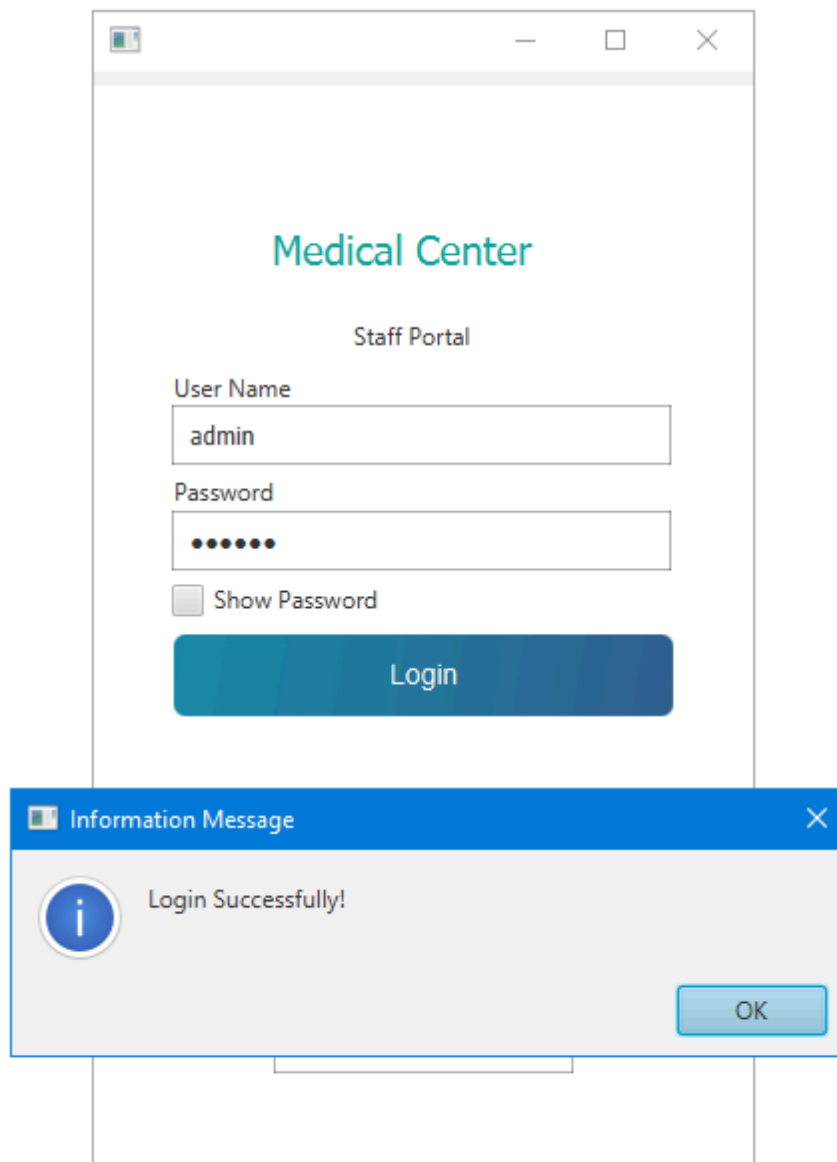 Medical Center
Staff Portal
User Name
admin
Password
••••••
Show Password
Login
Information Message
Login Successfully!
OK